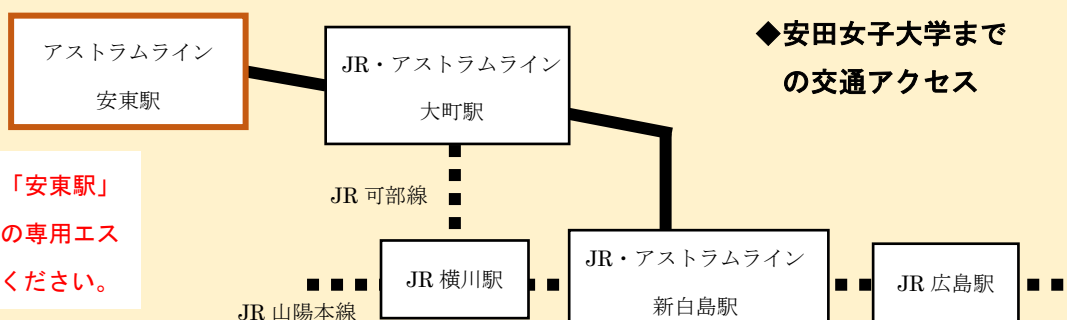 ◆安田女子大学まで
の交通アクセス
アストラムライン
安東駅
JR・アストラムライン
大町駅
「安東駅」
の専用エス
ください。
JR 可部線
JR 横川駅
JR・アストラムライン
新白島駅
JR 広島駅
JR 山陽本線